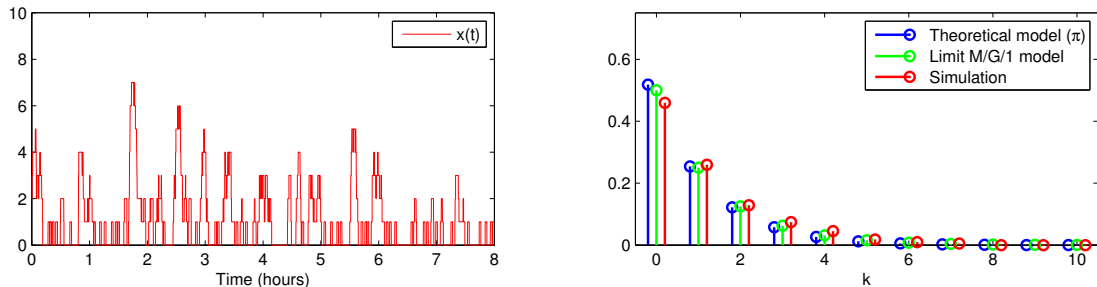 10
8
6
4
2
0
0 1 2 3 4 5 6 7 8
Time (hours)
x(t)
0.6
0.4
0.2
0
0 2 4 6 8 10
k
Theoretical model (π)
Limit M/G/1 model
Simulation